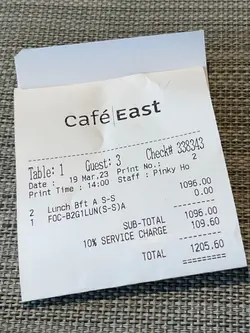 Café East
Table: 1 Guest: 3 Check# 338343
Date : 19 Mar.23 Print No.: 2
Print Time : 14:00 Staff : Pinky Ho
1096.00
2 Lunch Bft A S-S 0.00
1 FOC-B2G1LUN(S-S)A
SUB-TOTAL 1096.00
10% SERVICE CHARGE 109.60
TOTAL 1205.60